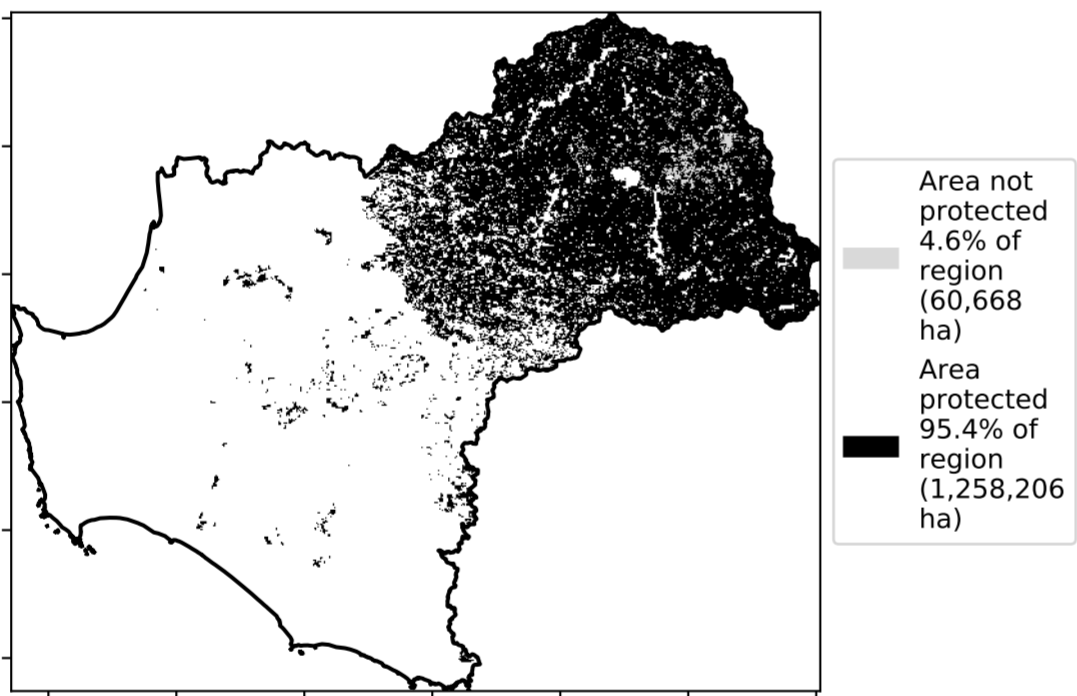 Area not
protected
4.6% of
region
(60,668
ha)
Area
protected
95.4% of
region
(1,258,206
ha)